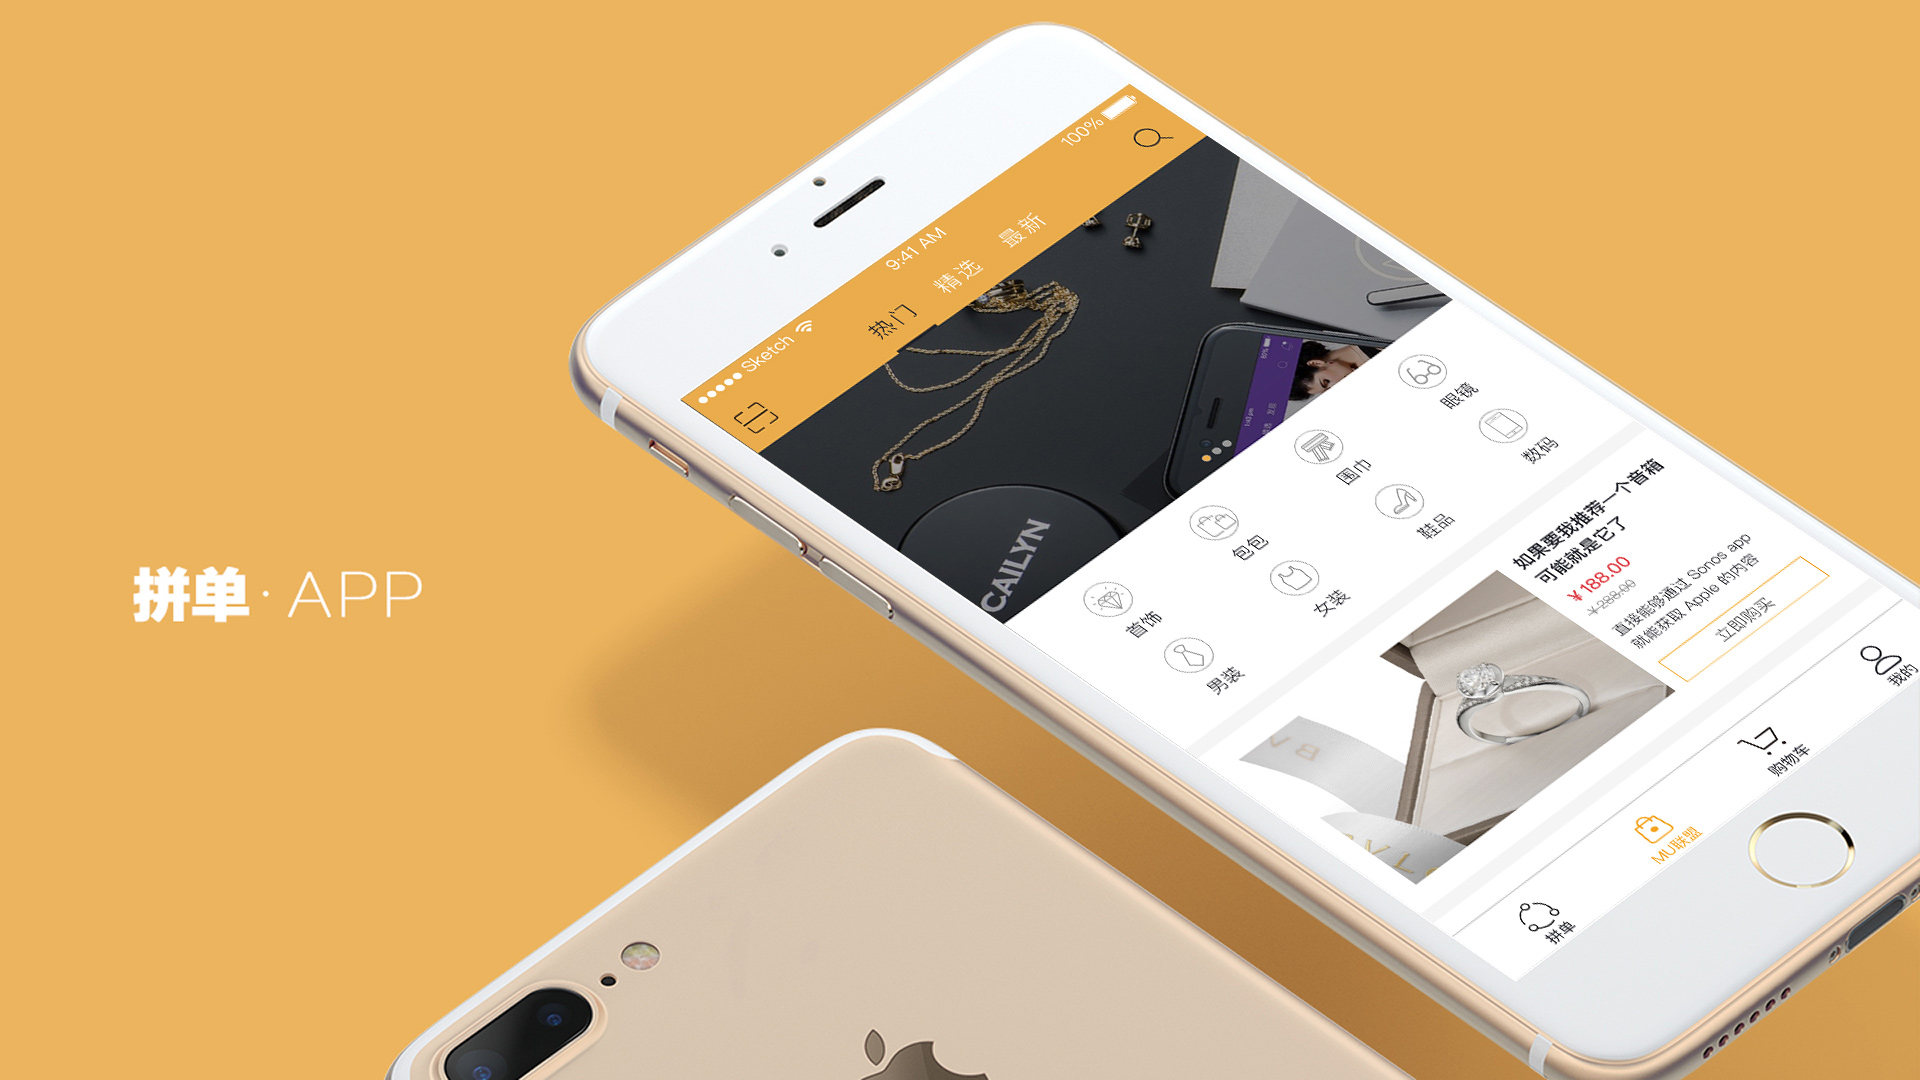 拼单·APP
Sketch
9:41 AM
100%
热门
精选
最新
CAILYN
首饰
包包
围巾
眼镜
男装
女装
鞋品
数码
如果要我推荐一个音箱
可能就是它了
¥188.00
¥288.00
直接能够通过 Sonos app
就能获取 Apple 的内容
立即购买
拼单
MU联盟
购物车
我的